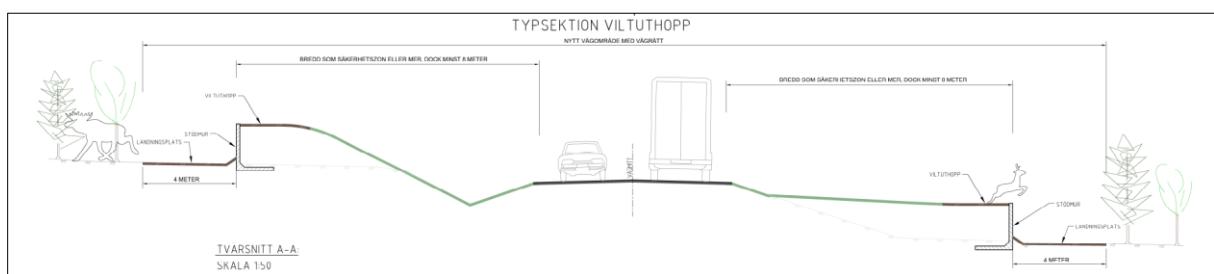 TYPSEKTION VILTUTHOPP
NYTT VÄGOMRÅDE MED VÄGRÄTT
BREDD SOM SÄKERHETSZON ELLER MER, DOCK MINST 8 METER
BREDD SOM SÄKERHETSZON ELLER MER, DOCK MINST 8 METER
VILTUTHOPP
STÖDMUR
LANDNINGSPLATS
4 METER
VÄGMITT
VILTUTHOPP
STÖDMUR
LANDNINGSPLATS
4 METER
TVÄRSNITT A-A:
SKALA 1:50